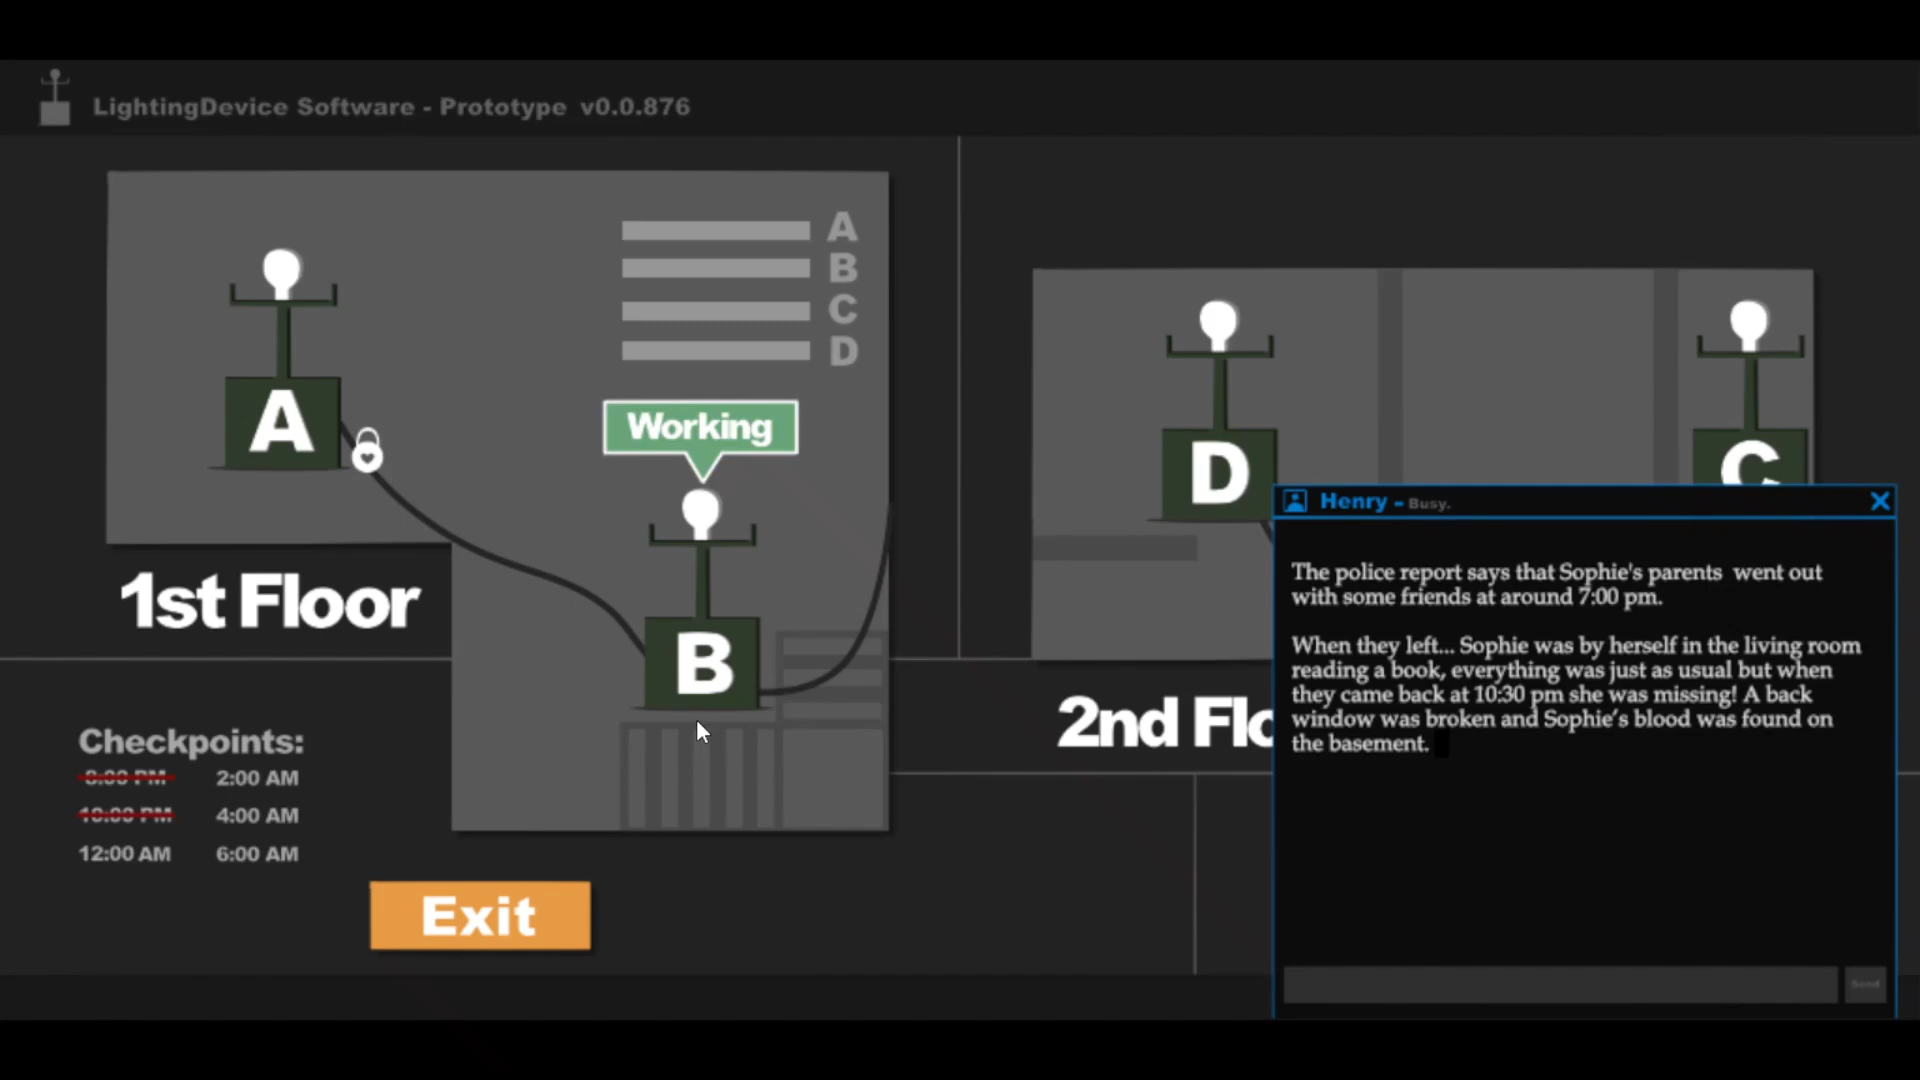 LightingDevice Software - Prototype v0.0.876
A
B
C
D
A
Working
B
1st Floor
D
C
2nd Flo
Checkpoints:
8:00 PM 2:00 AM
10:00 PM 4:00 AM
12:00 AM 6:00 AM
Exit
Henry - Busy.
The police report says that Sophie's parents went out
with some friends at around 7:00 pm.
When they left... Sophie was by herself in the living room
reading a book, everything was just as usual but when
they came back at 10:30 pm she was missing! A back
window was broken and Sophie's blood was found on
the basement.
Send